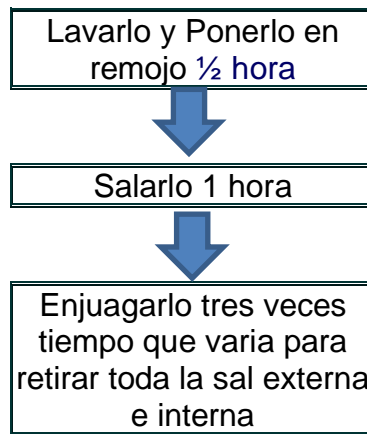 Lavarlo y Ponerlo en
remojo ½ hora
Salarlo 1 hora
Enjuagarlo tres veces
tiempo que varia para
retirar toda la sal externa
e interna